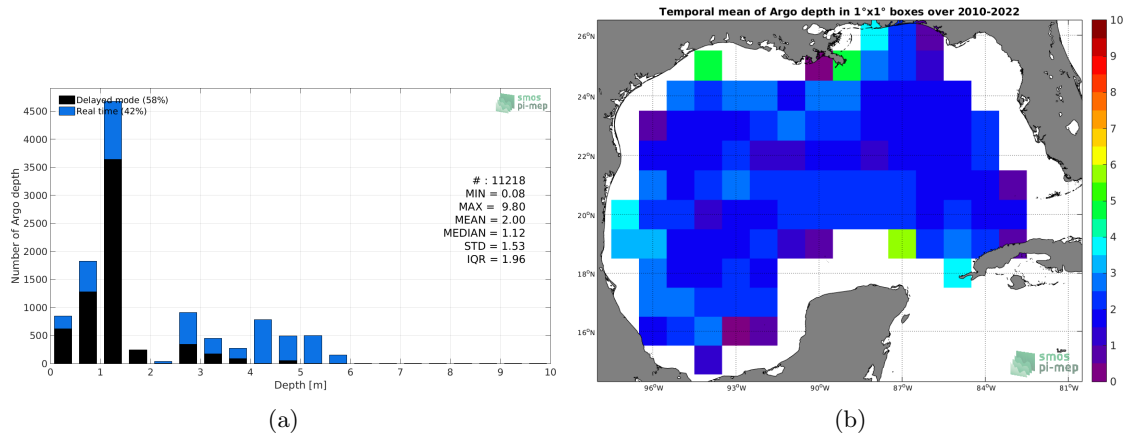 Delayed mode (58%)
Real time (42%)
smos
pi-mep
Number of Argo depth
4500
4000
3500
3000
2500
2000
1500
1000
500
0
# : 11218
MIN = 0.08
MAX = 9.80
MEAN = 2.00
MEDIAN = 1.12
STD = 1.53
IQR = 1.96
0 1 2 3 4 5 6 7 8 9 10
Depth [m]
(a)
Temporal mean of Argo depth in 1°x1° boxes over 2010-2022
26°N
24°N
22°N
20°N
18°N
16°N
96°W 93°W 90°W 87°W 84°W 81°W
smos
pi-mep
10
9
8
7
6
5
4
3
2
1
0
(b)